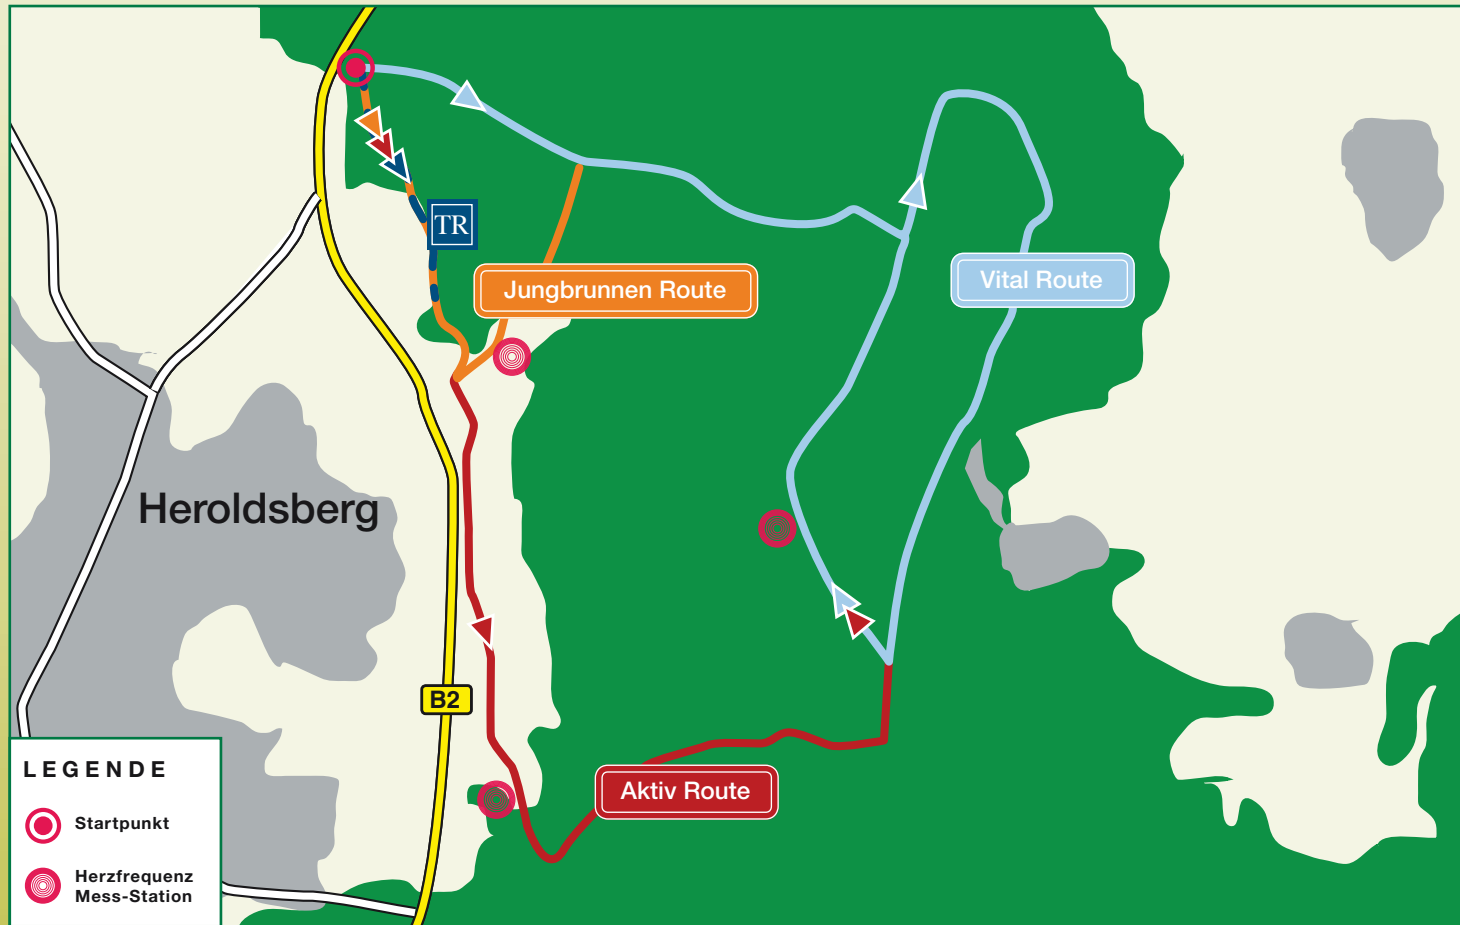 TR
Jungbrunnen Route
Vital Route
Heroldsberg
B2
Aktiv Route
LEGENDE
Startpunkt
Herzfrequenz
Mess-Station